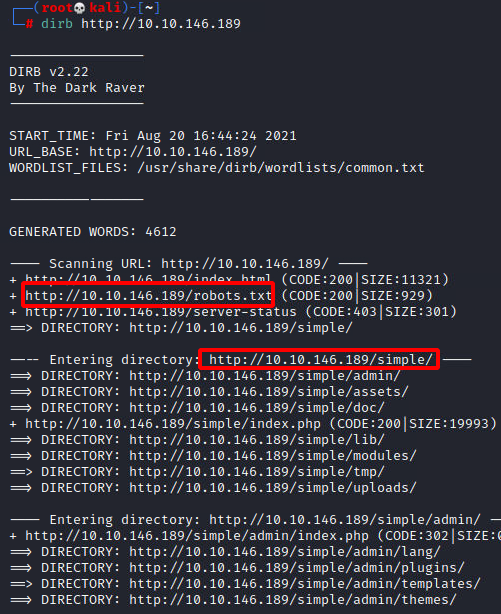 ┌──(root💀kali)-[~]
└─# dirb http://10.10.146.189
-----------------
DIRB v2.22
By The Dark Raver
-----------------
START_TIME: Fri Aug 20 16:44:24 2021
URL_BASE: http://10.10.146.189/
WORDLIST_FILES: /usr/share/dirb/wordlists/common.txt
-----------------
GENERATED WORDS: 4612
---- Scanning URL: http://10.10.146.189/ ----
+ http://10.10.146.189/index.html (CODE:200|SIZE:11321)
+ http://10.10.146.189/robots.txt (CODE:200|SIZE:929)
+ http://10.10.146.189/server-status (CODE:403|SIZE:301)
==> DIRECTORY: http://10.10.146.189/simple/
---- Entering directory: http://10.10.146.189/simple/ ----
==> DIRECTORY: http://10.10.146.189/simple/admin/
==> DIRECTORY: http://10.10.146.189/simple/assets/
==> DIRECTORY: http://10.10.146.189/simple/doc/
+ http://10.10.146.189/simple/index.php (CODE:200|SIZE:19993)
==> DIRECTORY: http://10.10.146.189/simple/lib/
==> DIRECTORY: http://10.10.146.189/simple/modules/
==> DIRECTORY: http://10.10.146.189/simple/tmp/
==> DIRECTORY: http://10.10.146.189/simple/uploads/
---- Entering directory: http://10.10.146.189/simple/admin/ --
+ http://10.10.146.189/simple/admin/index.php (CODE:302|SIZE:
==> DIRECTORY: http://10.10.146.189/simple/admin/lang/
==> DIRECTORY: http://10.10.146.189/simple/admin/plugins/
==> DIRECTORY: http://10.10.146.189/simple/admin/templates/
==> DIRECTORY: http://10.10.146.189/simple/admin/themes/